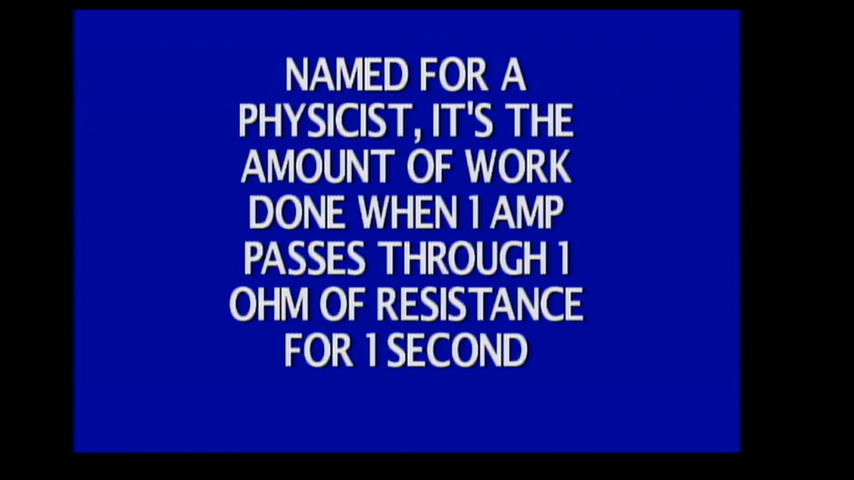 NAMED FOR A
PHYSICIST, IT'S THE
AMOUNT OF WORK
DONE WHEN 1 AMP
PASSES THROUGH 1
OHM OF RESISTANCE
FOR 1 SECOND